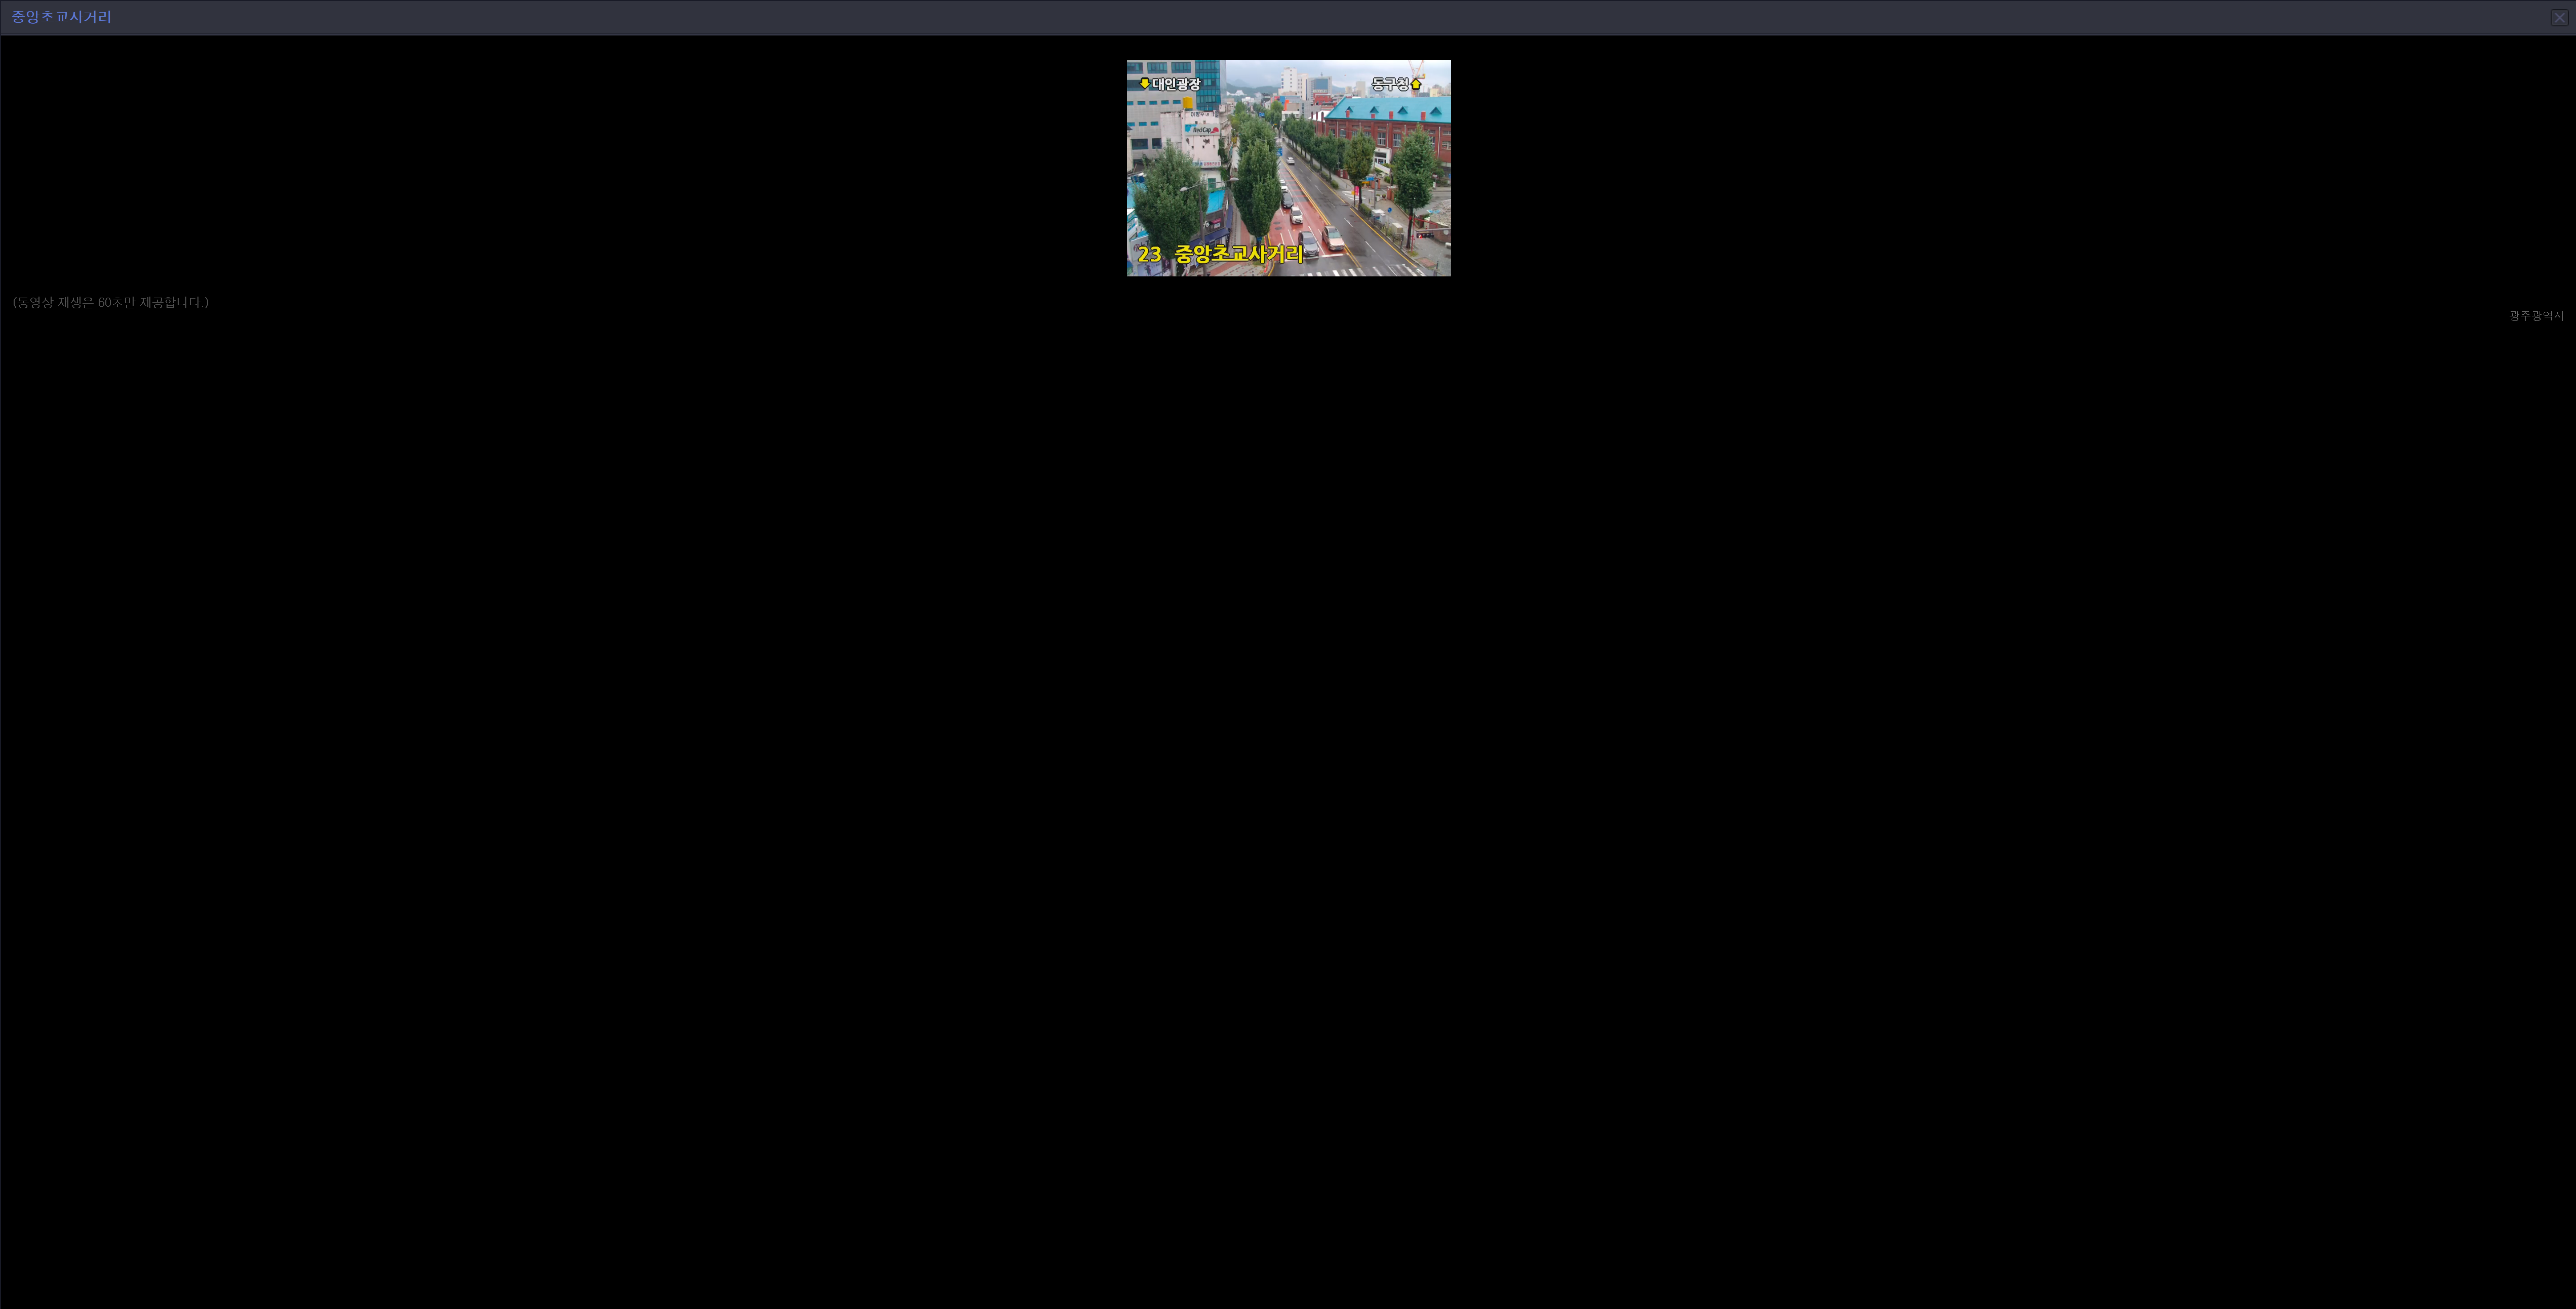 중앙초교사거리
대인광장
동구청
RedCap
23 중앙초교사거리
(동영상 재생은 60초만 제공합니다.)
광주광역시